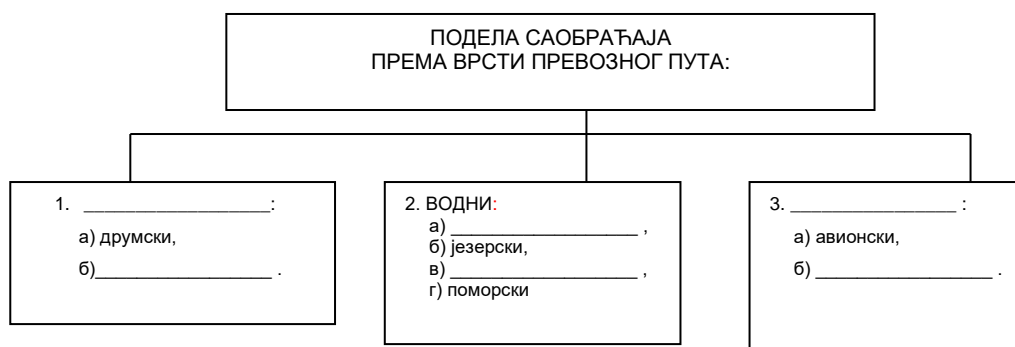 ПОДЕЛА САОБРАЋАЈА
ПРЕМА ВРСТИ ПРЕВОЗНОГ ПУТА:
1. __________________:
а) друмски,
б)_________________ .
2. ВОДНИ:
а) __________________ ,
б) језерски,
в) __________________ ,
г) поморски
3. ________________ :
а) авионски,
б) _________________ .